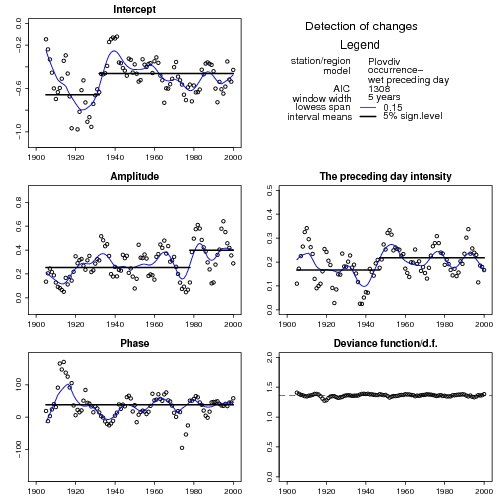 Intercept
0.0
−0.2
−0.6
−1.0
1900 1920 1940 1960 1980 2000
Detection of changes
Legend
station/region Plovdiv
model occurrence−
wet preceding day
AIC 1308
window width 5 years
lowess span 0.15
interval means 5% sign.level
Amplitude
0.8
0.6
0.4
0.2
0.0
1900 1920 1940 1960 1980 2000
The preceding day intensity
0.5
0.4
0.3
0.2
0.1
0.0
1900 1920 1940 1960 1980 2000
Phase
100
0
−100
1900 1920 1940 1960 1980 2000
Deviance function/d.f.
2.0
1.5
1.0
0.5
0.0
1900 1920 1940 1960 1980 2000